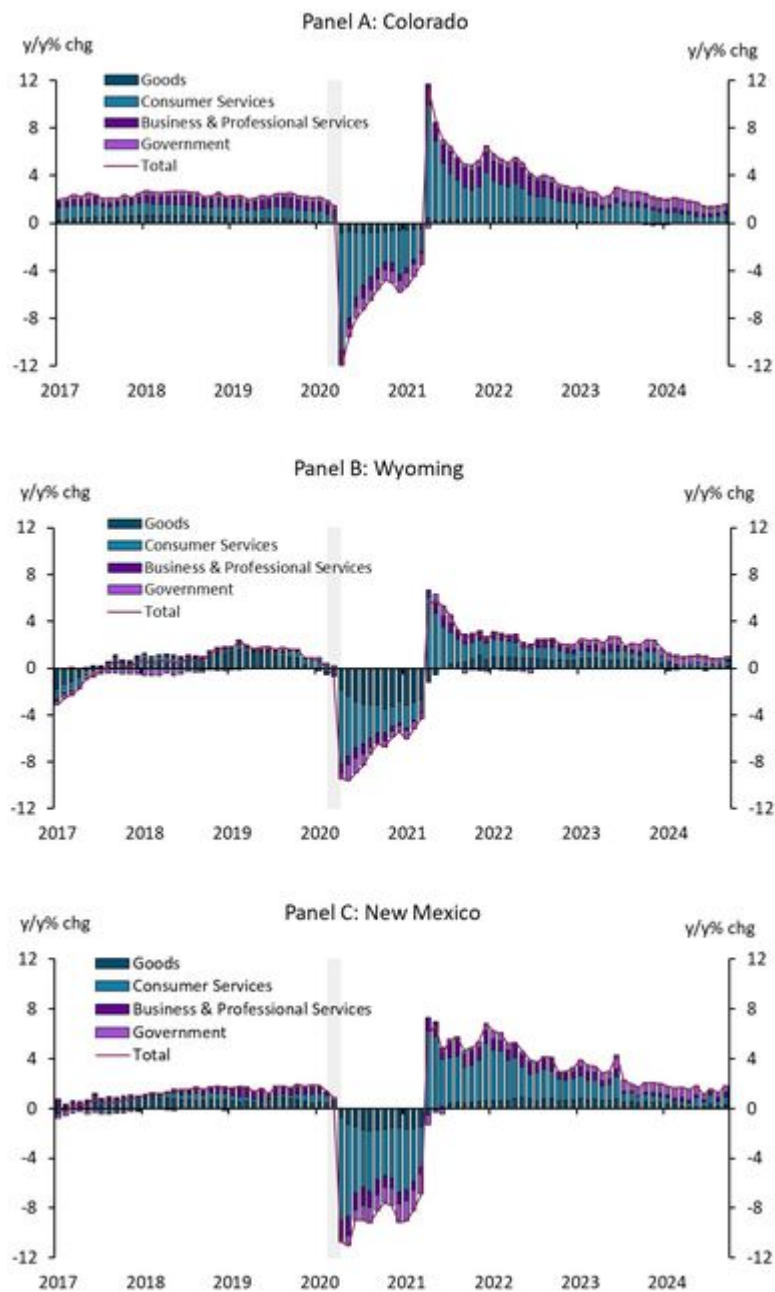 Panel A: Colorado
y/y% chg
y/y% chg
12
12
Goods
Consumer Services
8
8
Business & Professional Services
Government
4
4
Total
0
0
-4
-4
-8
-8
-12
-12
2017 2018 2019 2020 2021 2022 2023 2024
Panel B: Wyoming
y/y% chg
y/y% chg
12
12
Goods
Consumer Services
8
8
Business & Professional Services
Government
4
4
Total
0
0
-4
-4
-8
-8
-12
-12
2017 2018 2019 2020 2021 2022 2023 2024
Panel C: New Mexico
y/y% chg
y/y% chg
12
12
Goods
Consumer Services
8
8
Business & Professional Services
Government
4
4
Total
0
0
-4
-4
-8
-8
-12
-12
2017 2018 2019 2020 2021 2022 2023 2024